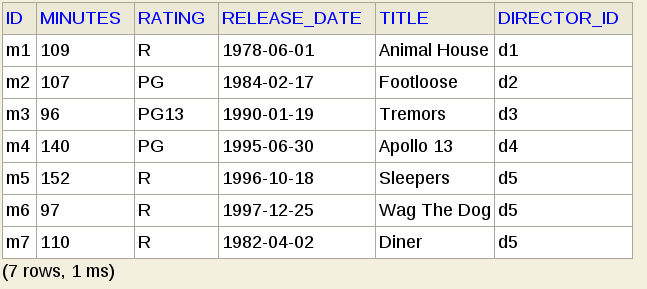 ID MINUTES RATING RELEASE_DATE TITLE DIRECTOR_ID
m1 109 R 1978-06-01 Animal House d1
m2 107 PG 1984-02-17 Footloose d2
m3 96 PG13 1990-01-19 Tremors d3
m4 140 PG 1995-06-30 Apollo 13 d4
m5 152 R 1996-10-18 Sleepers d5
m6 97 R 1997-12-25 Wag The Dog d5
m7 110 R 1982-04-02 Diner d5
(7 rows, 1 ms)